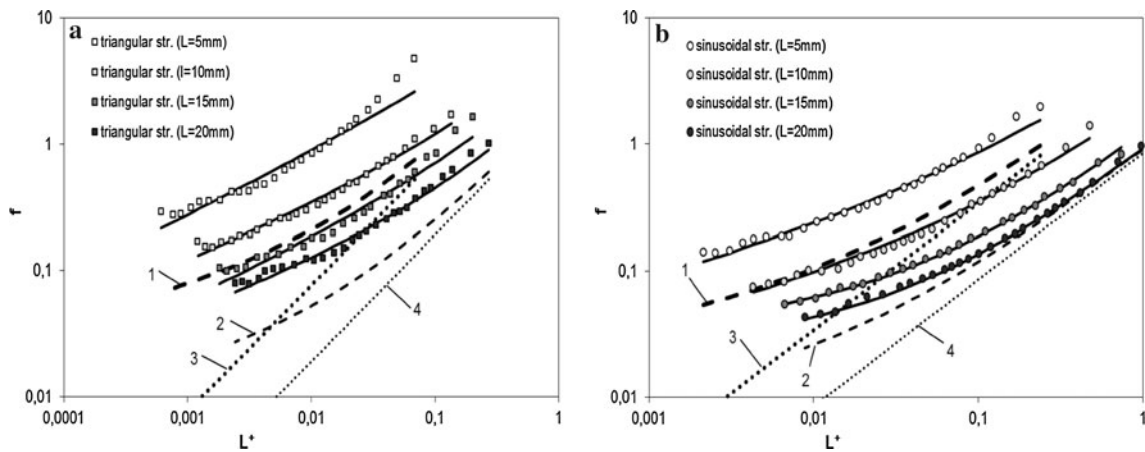 a
triangular str. (L=5mm)
triangular str. (l=10mm)
triangular str. (L=15mm)
triangular str. (L=20mm)
10
1
0,1
0,01
f
1
2
3
4
0,0001
0,001
0,01
0,1
1
L+
b
sinusoidal str. (L=5mm)
sinusoidal str. (L=10mm)
sinusoidal str. (L=15mm)
sinusoidal str. (L=20mm)
10
1
0,1
0,01
f
1
3
2
4
0,001
0,01
0,1
1
L+